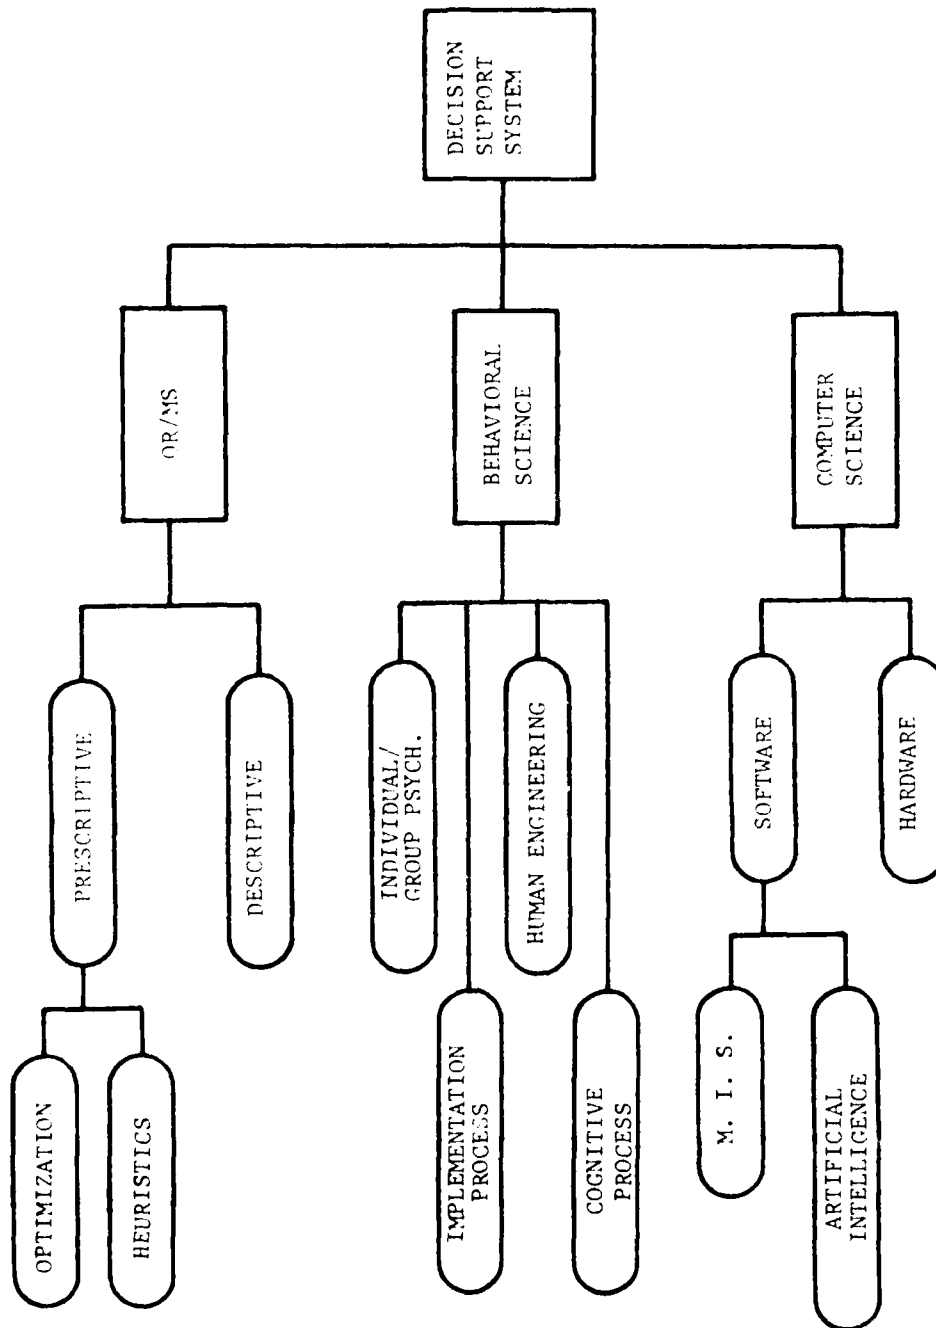 OPTIMIZATION
HEURISTICS
PRESCRIPTIVE
DESCRIPTIVE
OR/MS
IMPLEMENTATION
PROCESS
COGNITIVE
PROCESS
INDIVIDUAL/
GROUP PSYCH.
HUMAN ENGINEERING
BEHAVIORAL
SCIENCE
DECISION
SUPPORT
SYSTEM
M. I. S.
ARTIFICIAL
INTELLIGENCE
SOFTWARE
HARDWARE
COMPUTER
SCIENCE